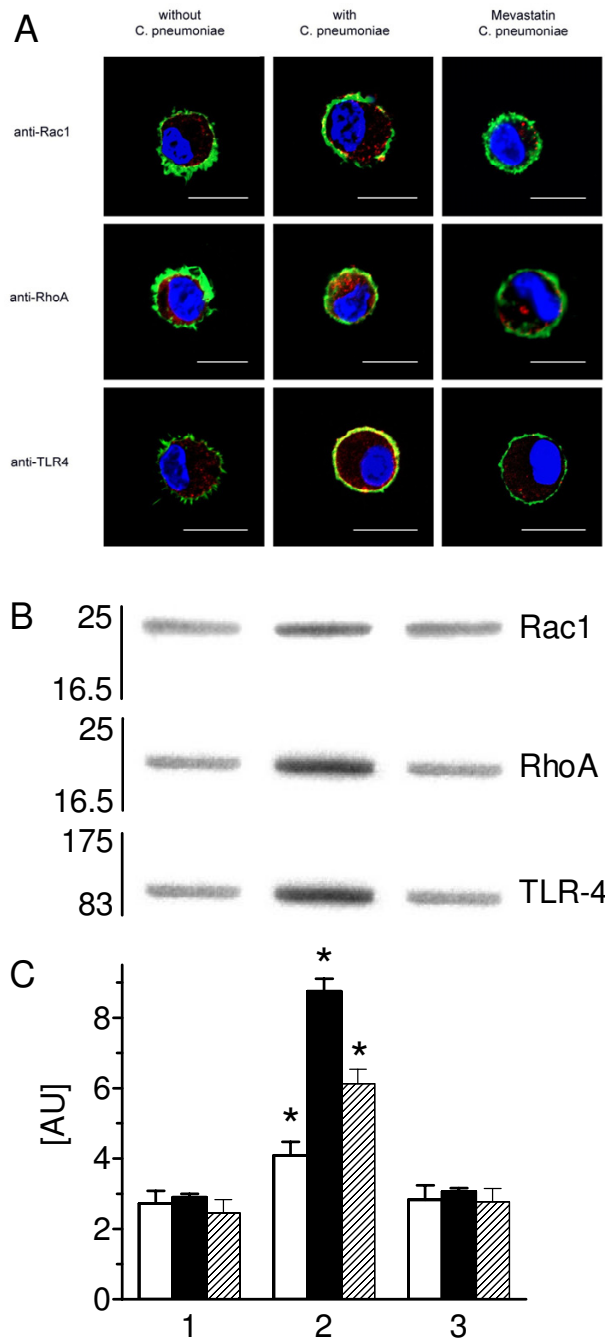 A
without
C. pneumoniae
with
C. pneumoniae
Mevastatin
C. pneumoniae
anti-Rac1
anti-RhoA
anti-TLR4
B
25
16.5
Rac1
25
16.5
RhoA
175
83
TLR-4
C
[AU]
8
6
4
2
0
*
*
*
1 2 3